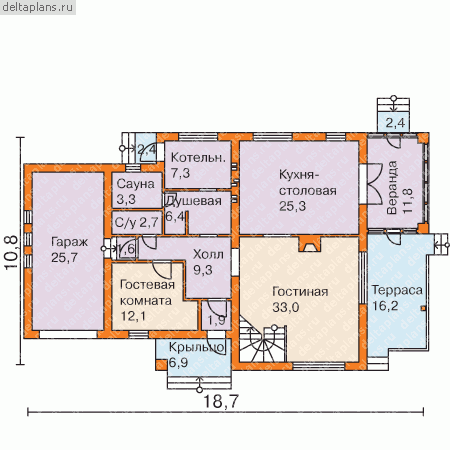 deltaplans.ru
2,4
2,4
Котельн.
7,3
Кухня-
столовая
25,3
Веранда
11,8
Сауна
3,3
Душевая
6,4
С/у 2,7
Гараж
25,7
1,6
Холл
9,3
Гостевая
комната
12,1
Гостиная
33,0
Терраса
16,2
1,9
Крыльцо
6,9
10,8
18,7